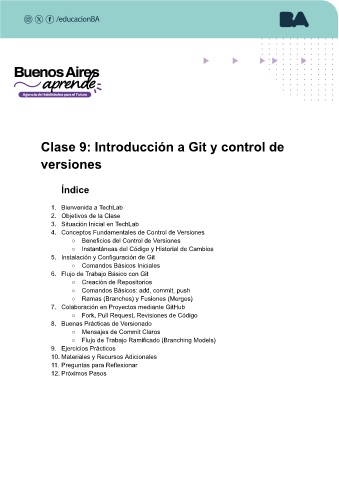 /educacionBA
BA
Buenos Aires
aprende
Agencia de Habilidades para el Futuro
Clase 9: Introducción a Git y control de
versiones
Índice
1. Bienvenida a TechLab
2. Objetivos de la Clase
3. Situación Inicial en TechLab
4. Conceptos Fundamentales de Control de Versiones
○ Beneficios del Control de Versiones
○ Instantáneas del Código y Historial de Cambios
5. Instalación y Configuración de Git
○ Comandos Básicos Iniciales
6. Flujo de Trabajo Básico con Git
○ Creación de Repositorios
○ Comandos Básicos: add, commit, push
○ Ramas (Branches) y Fusiones (Merges)
7. Colaboración en Proyectos mediante GitHub
○ Fork, Pull Request, Revisiones de Código
8. Buenas Prácticas de Versionado
○ Mensajes de Commit Claros
○ Flujo de Trabajo Ramificado (Branching Models)
9. Ejercicios Prácticos
10. Materiales y Recursos Adicionales
11. Preguntas para Reflexionar
12. Próximos Pasos